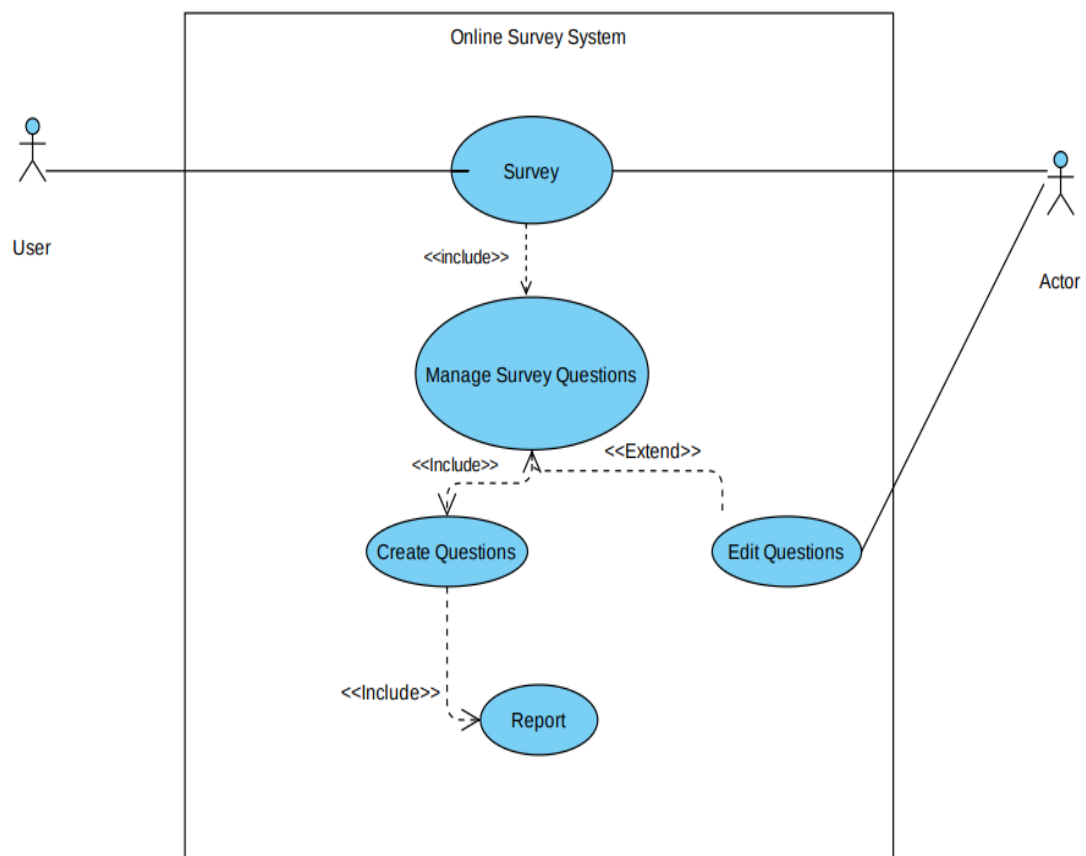 Online Survey System
Survey
User
<<include>>
Actor
Manage Survey Questions
<<Extend>>
<<Include>>
Create Questions
Edit Questions
<<Include>>
Report